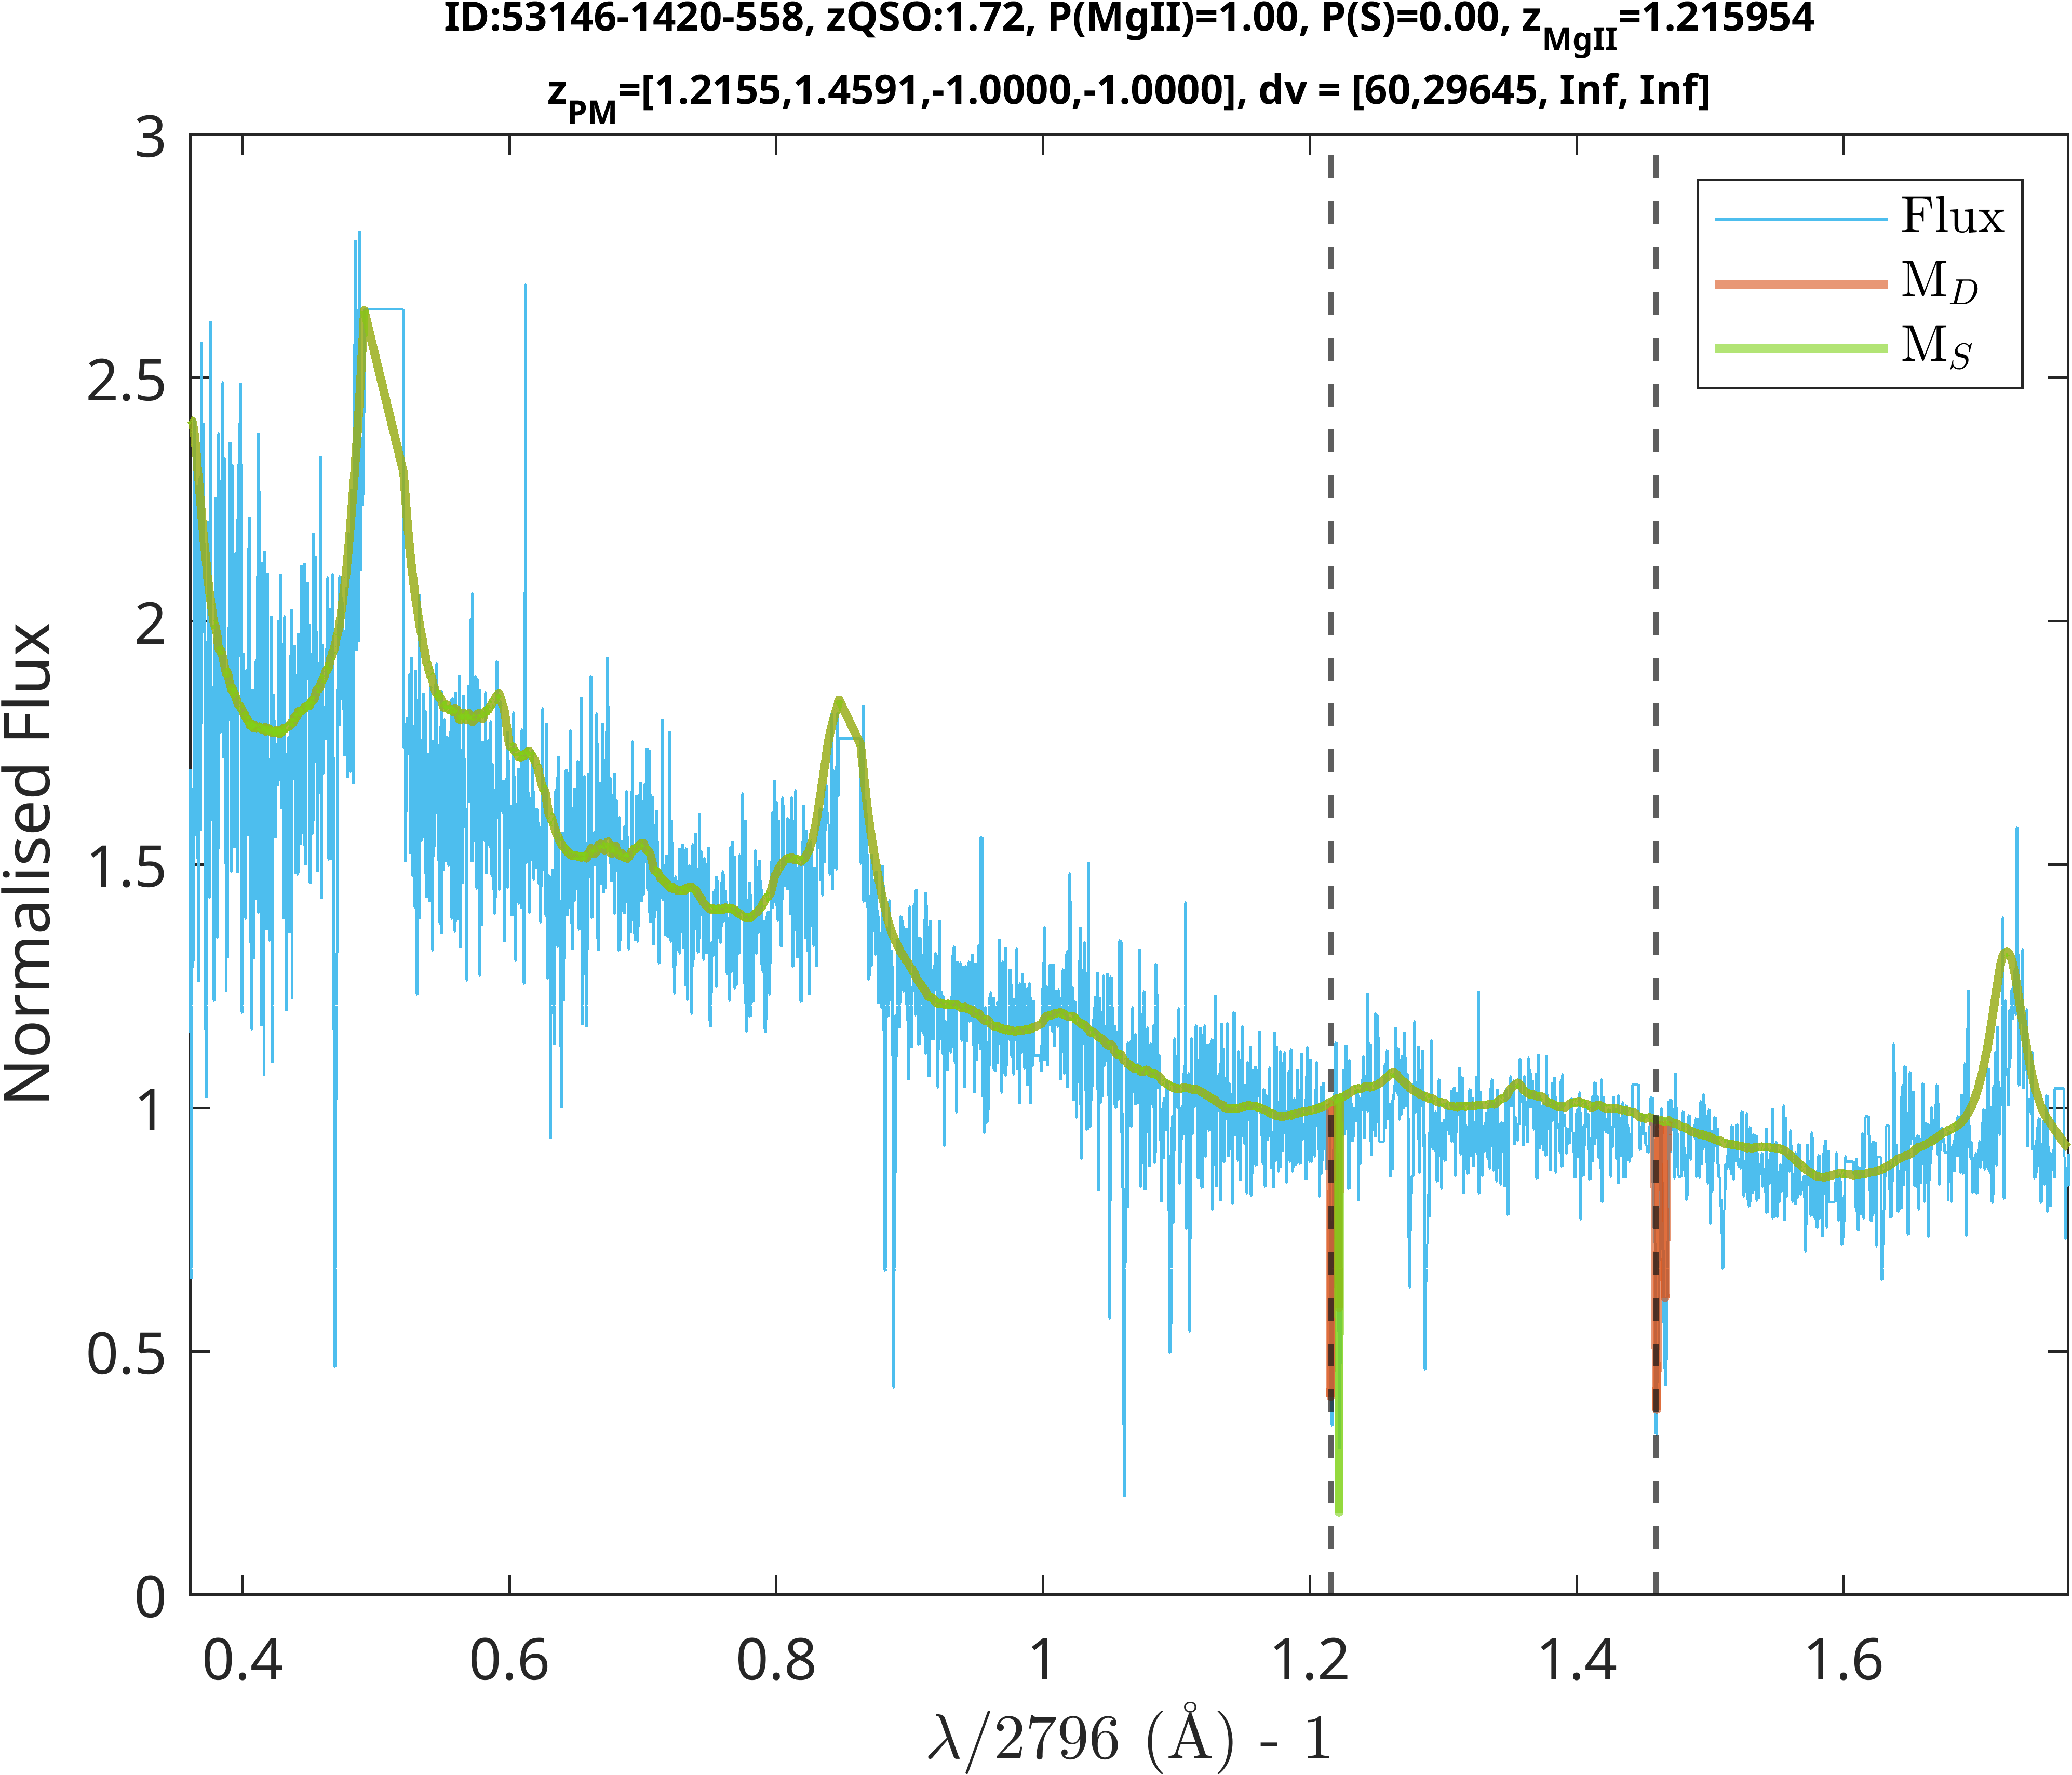 ID:53146-1420-558, zQSO:1.72, P(MgII)=1.00, P(S)=0.00, zMgII=1.215954
zPM=[1.2155,1.4591,-1.0000,-1.0000], dv = [60,29645, Inf, Inf]
3
2.5
2
1.5
1
0.5
0
Normalised Flux
Flux
MD
MS
0.4 0.6 0.8 1 1.2 1.4 1.6
λ/2796 (Å) - 1